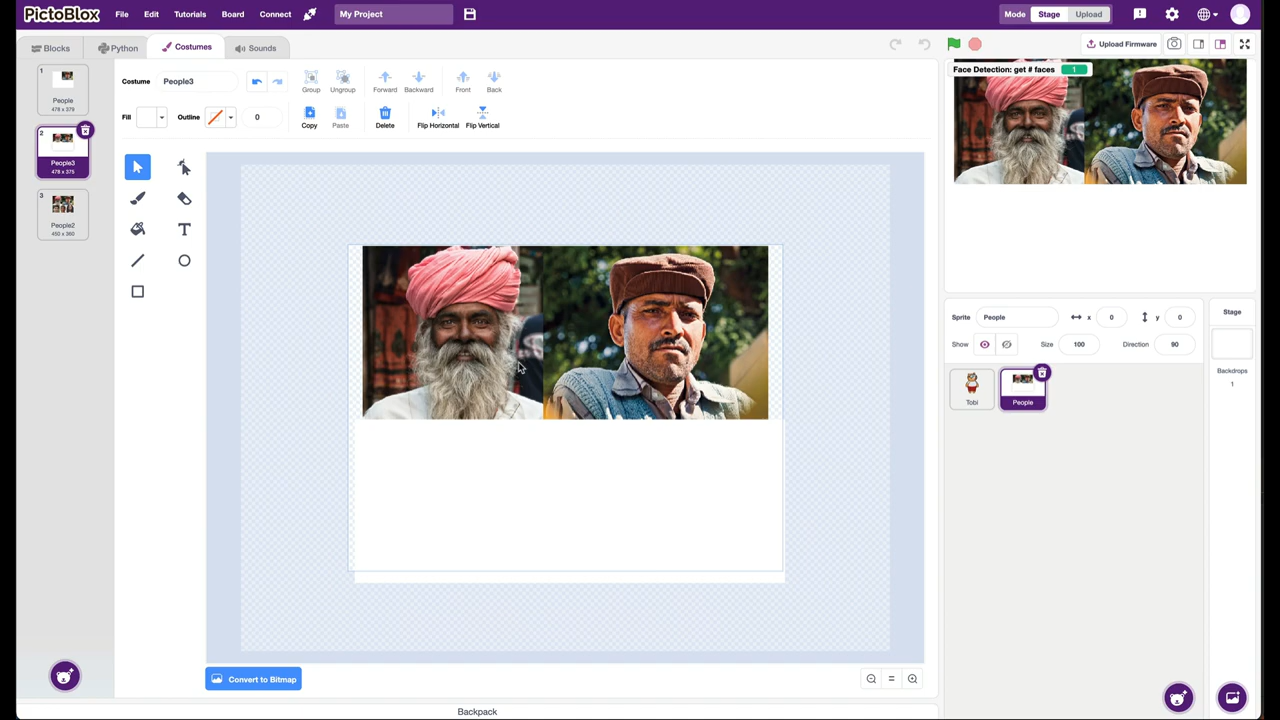 PictoBlox File Edit Tutorials Board Connect My Project Mode Stage Upload
Blocks Python Costumes Sounds Upload Firmware
1
People
478 x 379
2
People3
478 x 375
3
People2
450 x 360
Costume People3 Group Ungroup Forward Backward Front Back
Fill Outline 0 Copy Paste Delete Flip Horizontal Flip Vertical
T
Convert to Bitmap
Backpack
Face Detection: get # faces 1
Sprite People x 0 y 0
Show Size 100 Direction 90
Tobi People
Stage
Backdrops
1